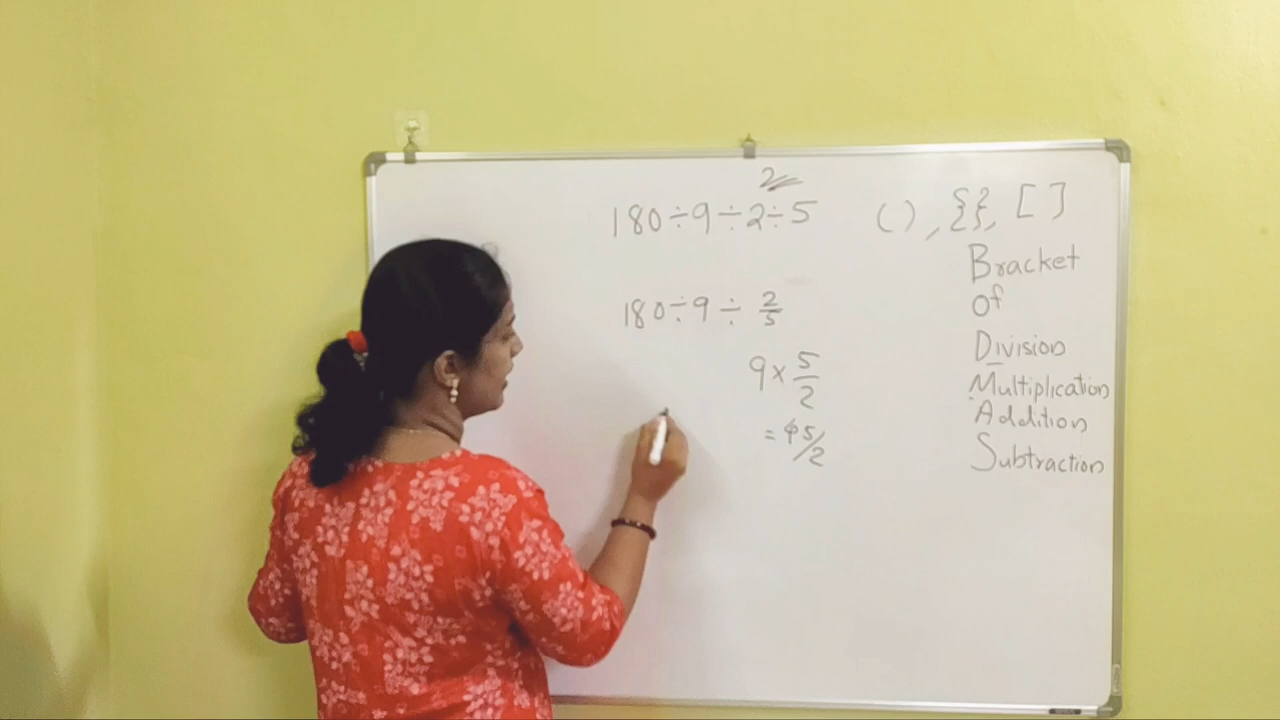 2
180÷9÷2÷5
180÷9÷ 2/5
9× 5/2
= 45/2
( ), { }, [ ]
Bracket
Of
Division
Multiplication
Addition
Subtraction